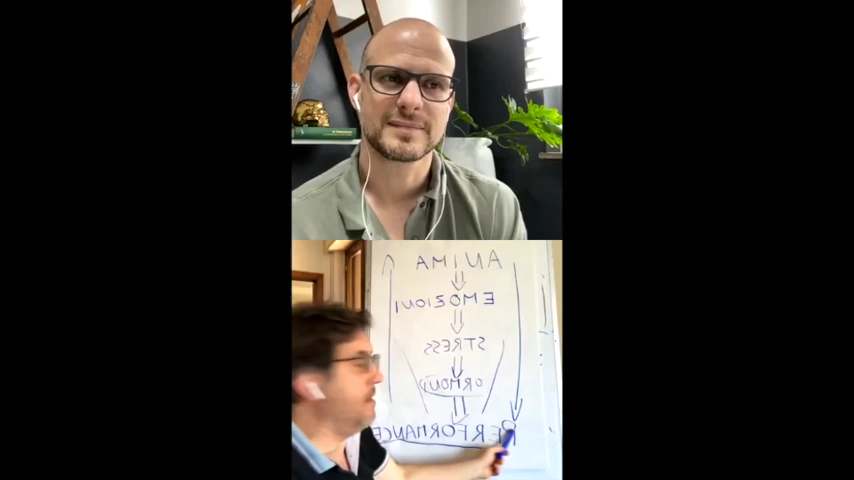 ANIMA
EMOZIONI
STRESS
ORMONI
PERFORMANCE